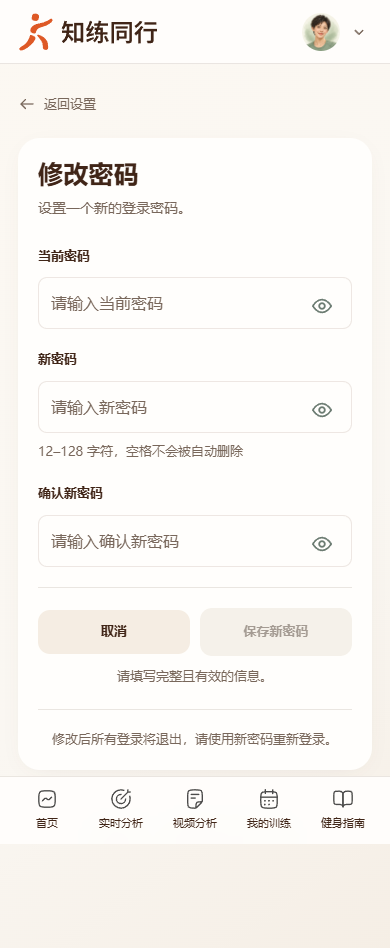 知练同行
返回设置
修改密码
设置一个新的登录密码。
当前密码
请输入当前密码
新密码
请输入新密码
12–128 字符，空格不会被自动删除
确认新密码
请输入确认新密码
取消
保存新密码
请填写完整且有效的信息。
修改后所有登录将退出，请使用新密码重新登录。
首页
实时分析
视频分析
我的训练
健身指南